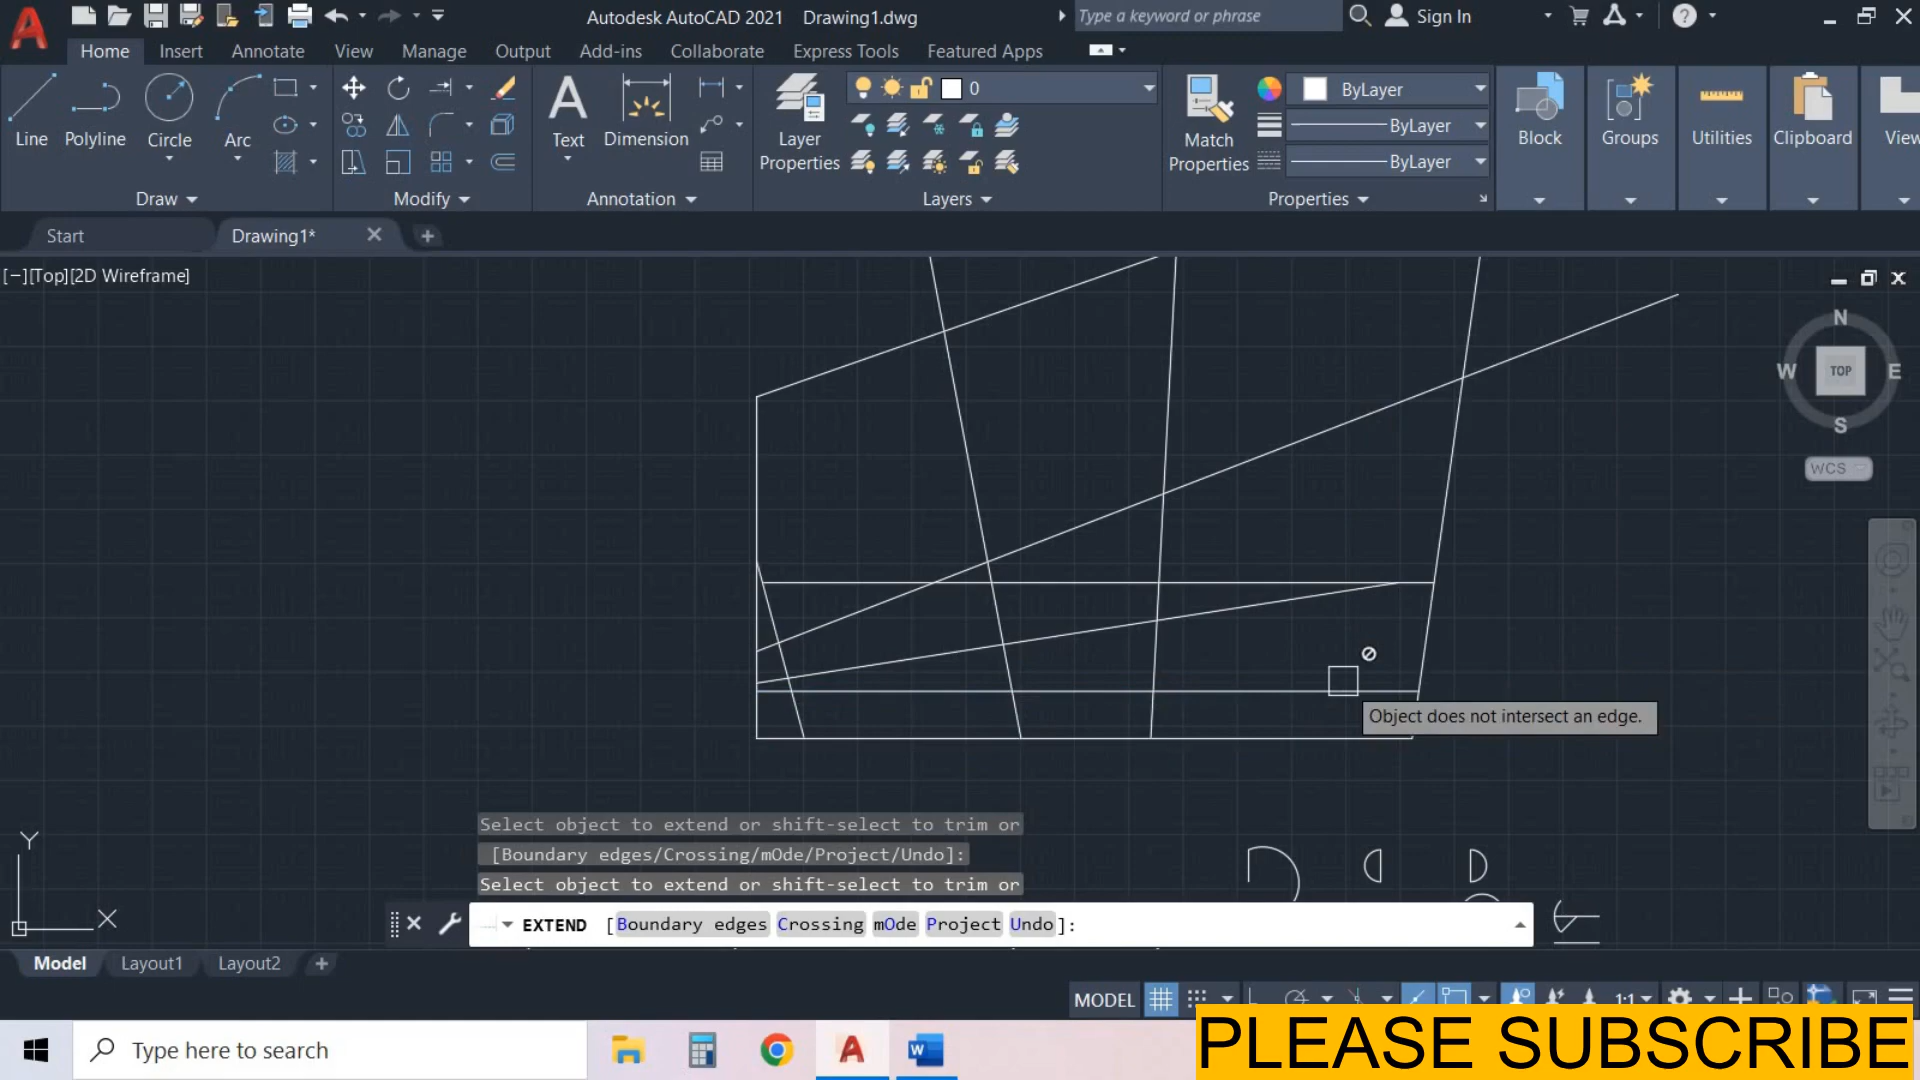 Autodesk AutoCAD 2021 Drawing1.dwg
Type a keyword or phrase
Sign In
Home Insert Annotate View Manage Output Add-ins Collaborate Express Tools Featured Apps
Line Polyline Circle Arc
Draw
Modify
Text Dimension
Annotation
Layer Properties
0
Layers
Match Properties
ByLayer
ByLayer
ByLayer
Properties
Block
Groups
Utilities
Clipboard
View
Start Drawing1*
[−][Top][2D Wireframe]
N
W TOP E
S
WCS
Object does not intersect an edge.
Select object to extend or shift-select to trim or
[Boundary edges/Crossing/mOde/Project/Undo]:
Select object to extend or shift-select to trim or
EXTEND [Boundary edges Crossing mOde Project Undo]:
Y
X
Model Layout1 Layout2
MODEL 1:1
Type here to search
PLEASE SUBSCRIBE